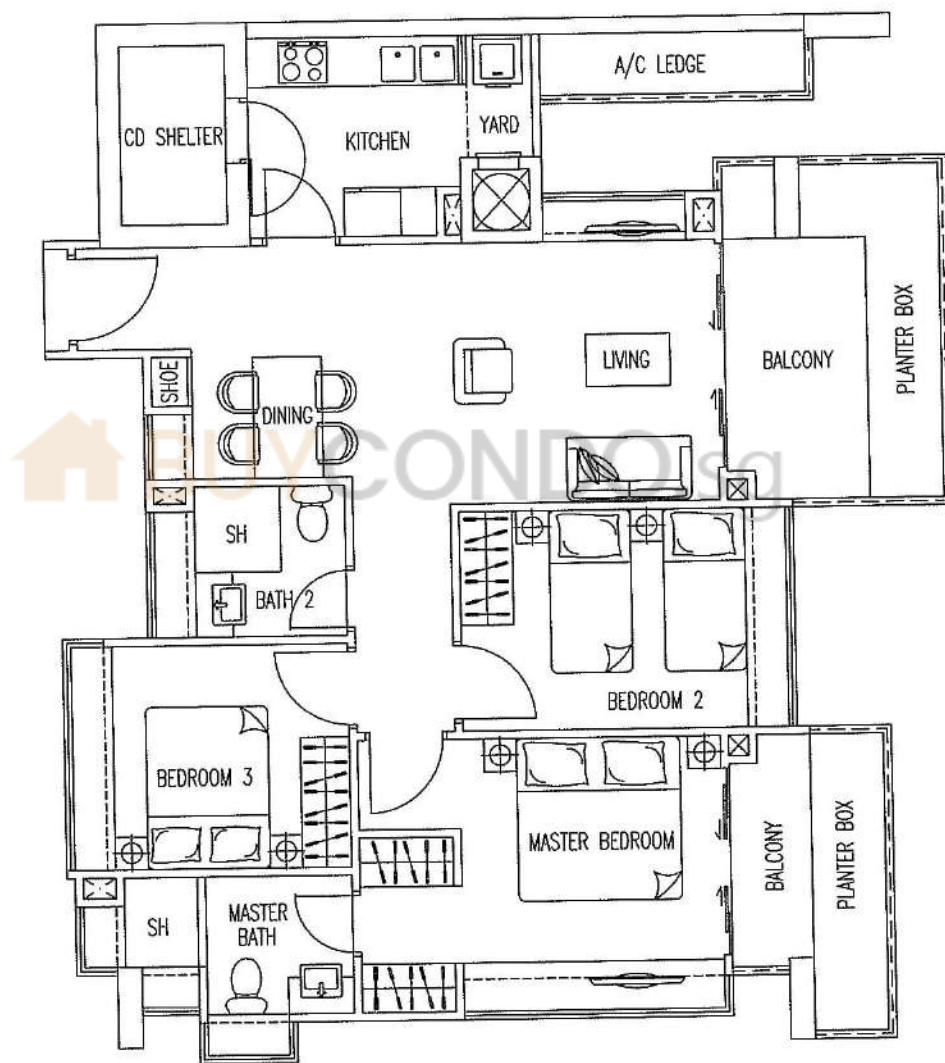 A/C LEDGE
CD SHELTER
KITCHEN
YARD
PLANTER BOX
BALCONY
LIVING
SHOE
DINING
BUYCONDO.sg
SH
BATH 2
BEDROOM 2
BEDROOM 3
MASTER BEDROOM
BALCONY
PLANTER BOX
SH
MASTER
BATH